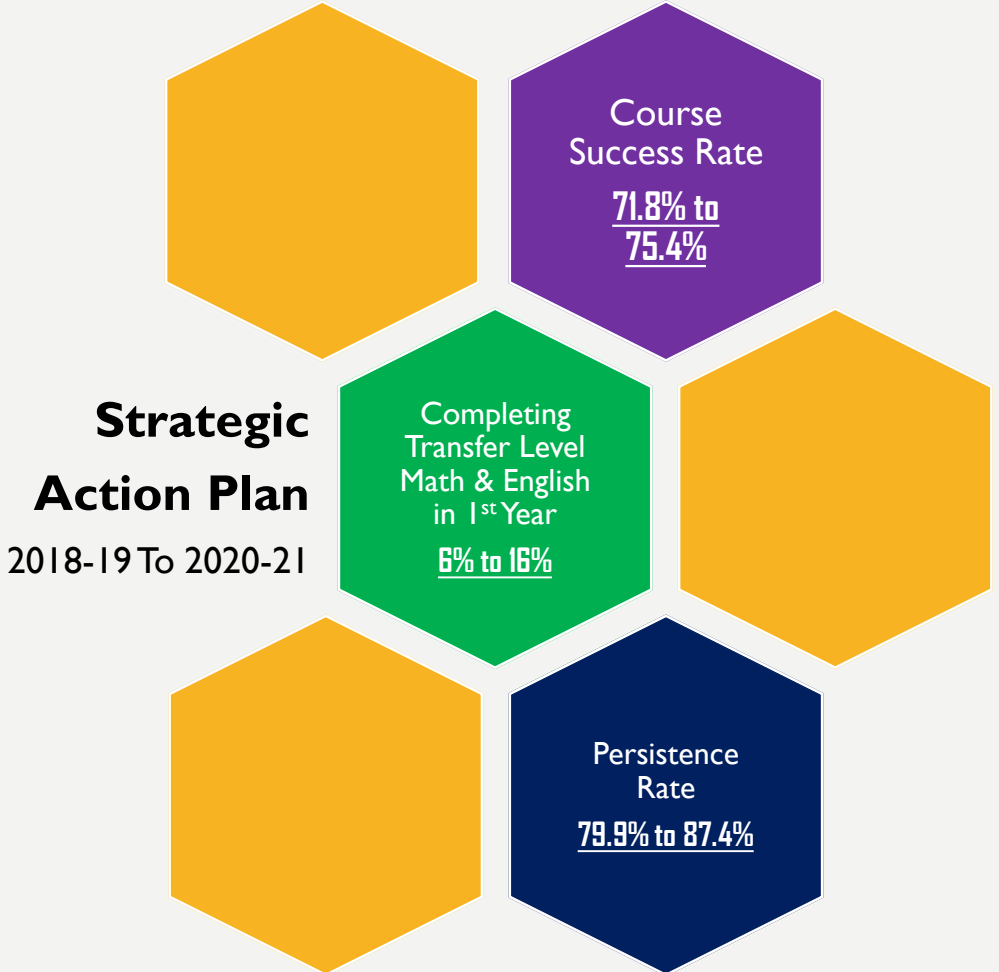 Course
Success Rate
71.8% to
75.4%
Strategic
Action Plan
2018-19 To 2020-21
Completing
Transfer Level
Math & English
in 1st Year
6% to 16%
Persistence
Rate
79.9% to 87.4%